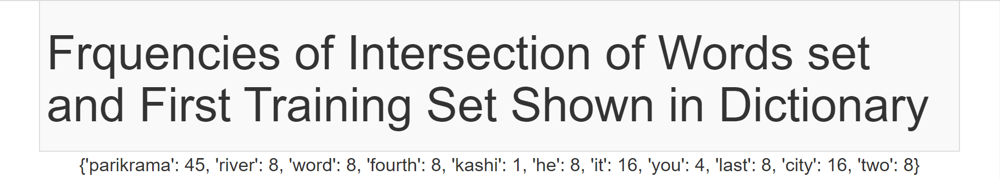 Frquencies of Intersection of Words set
and First Training Set Shown in Dictionary
{'parikrama': 45, 'river': 8, 'word': 8, 'fourth': 8, 'kashi': 1, 'he': 8, 'it': 16, 'you': 4, 'last': 8, 'city': 16, 'two': 8}